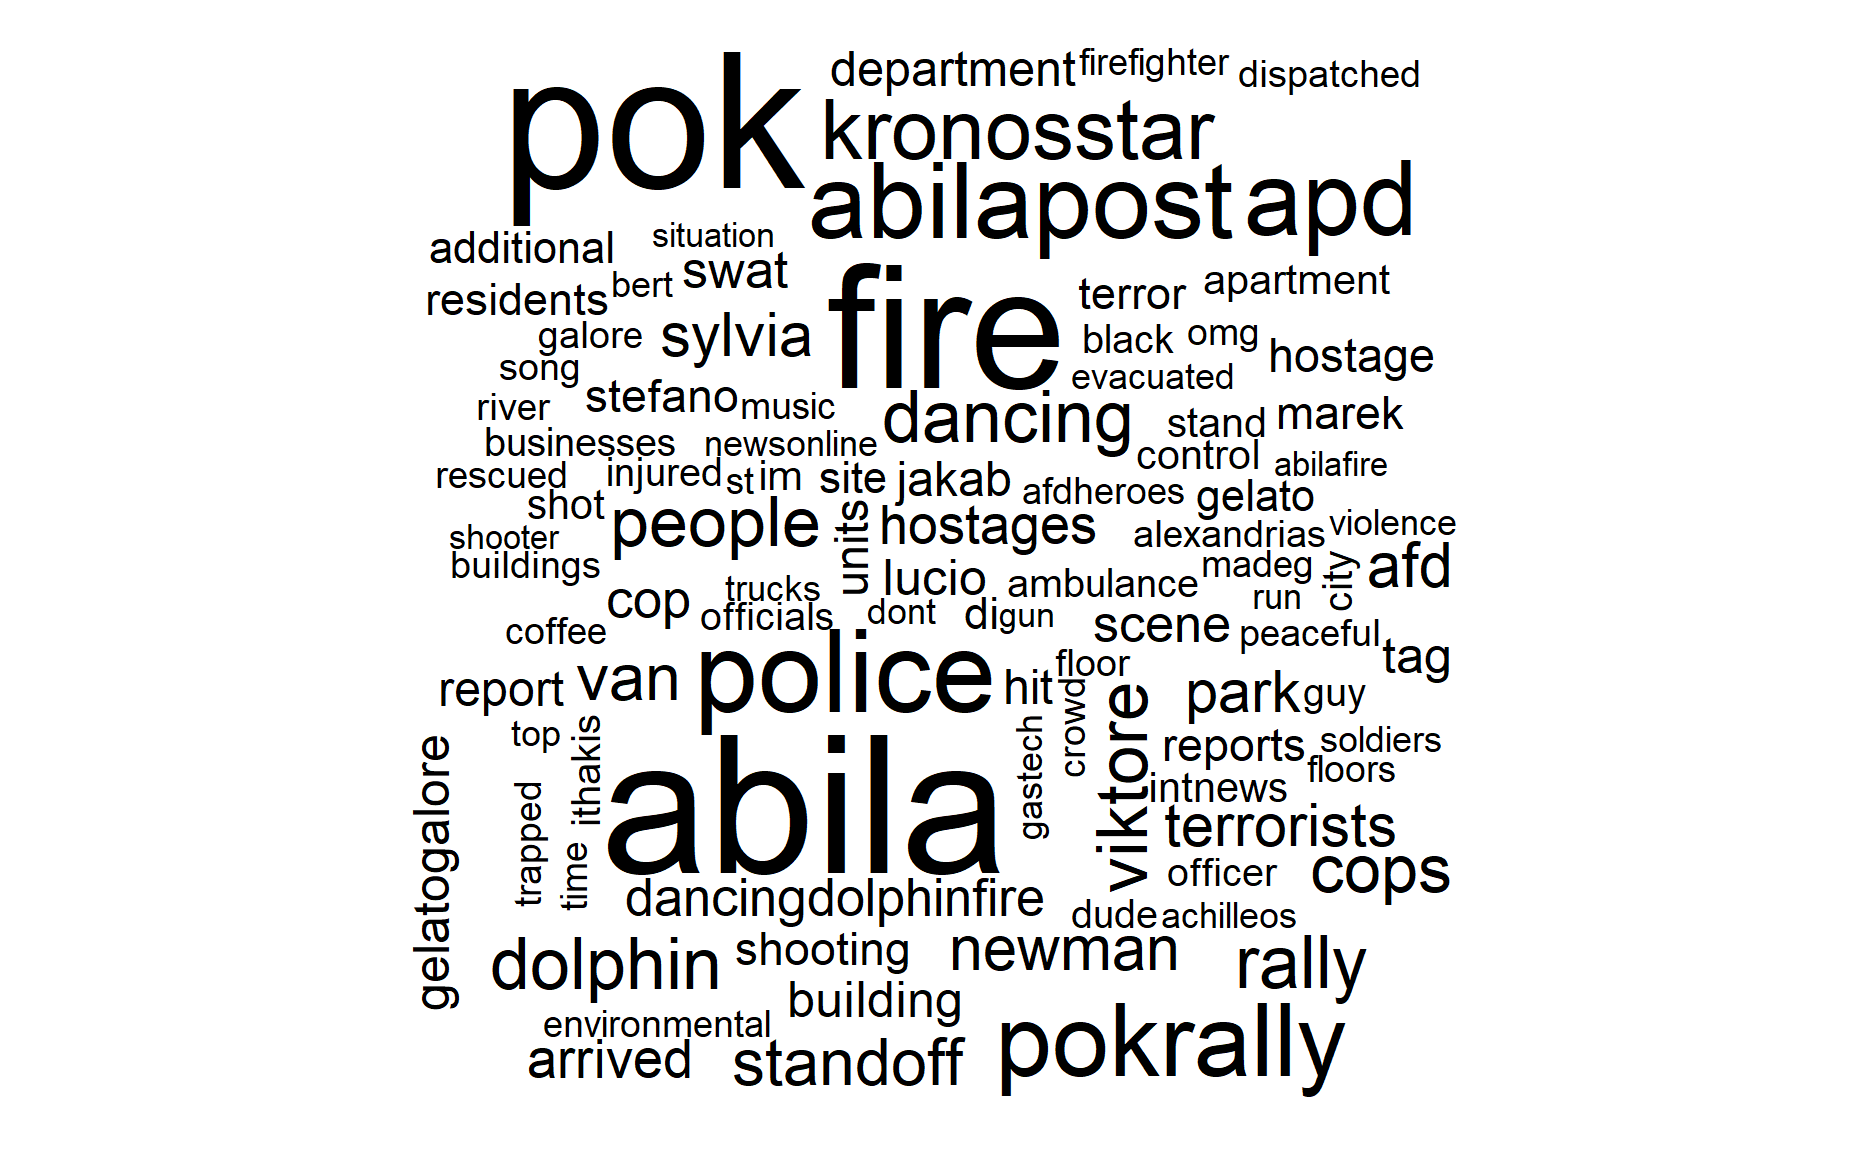 pok
department firefighter dispatched
kronosstar
abilapost apd
additional situation
bert swat
residents
fire terror apartment
galore sylvia black omg hostage
song evacuated
stefano music
river dancing stand marek
businesses newsonline control abilafire
rescued injured st im site jakab afdheroes gelato
shot people units hostages alexandrias violence
shooter
buildings trucks lucio ambulance madeg city afd
cop officials dont di gun run
coffee scene peaceful
report van police hit floor tag
crowd viktore park guy
top ithakis gastech reports soldiers
floors
gelatogalore trapped time abila intnews
terrorists
officer cops
dancingdolphinfire dude achilleos
dolphin shooting newman rally
building
environmental pokrally
arrived standoff